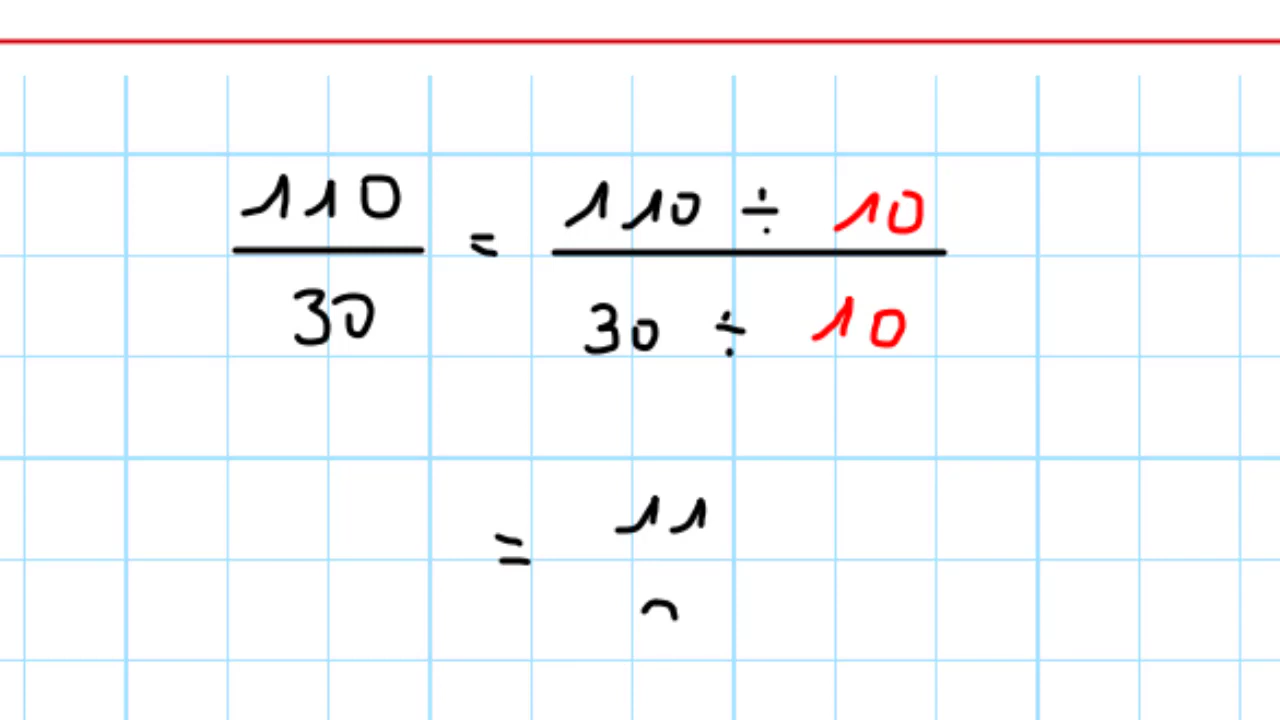 110/30 = 110 ÷ 10/30 ÷ 10
= 11